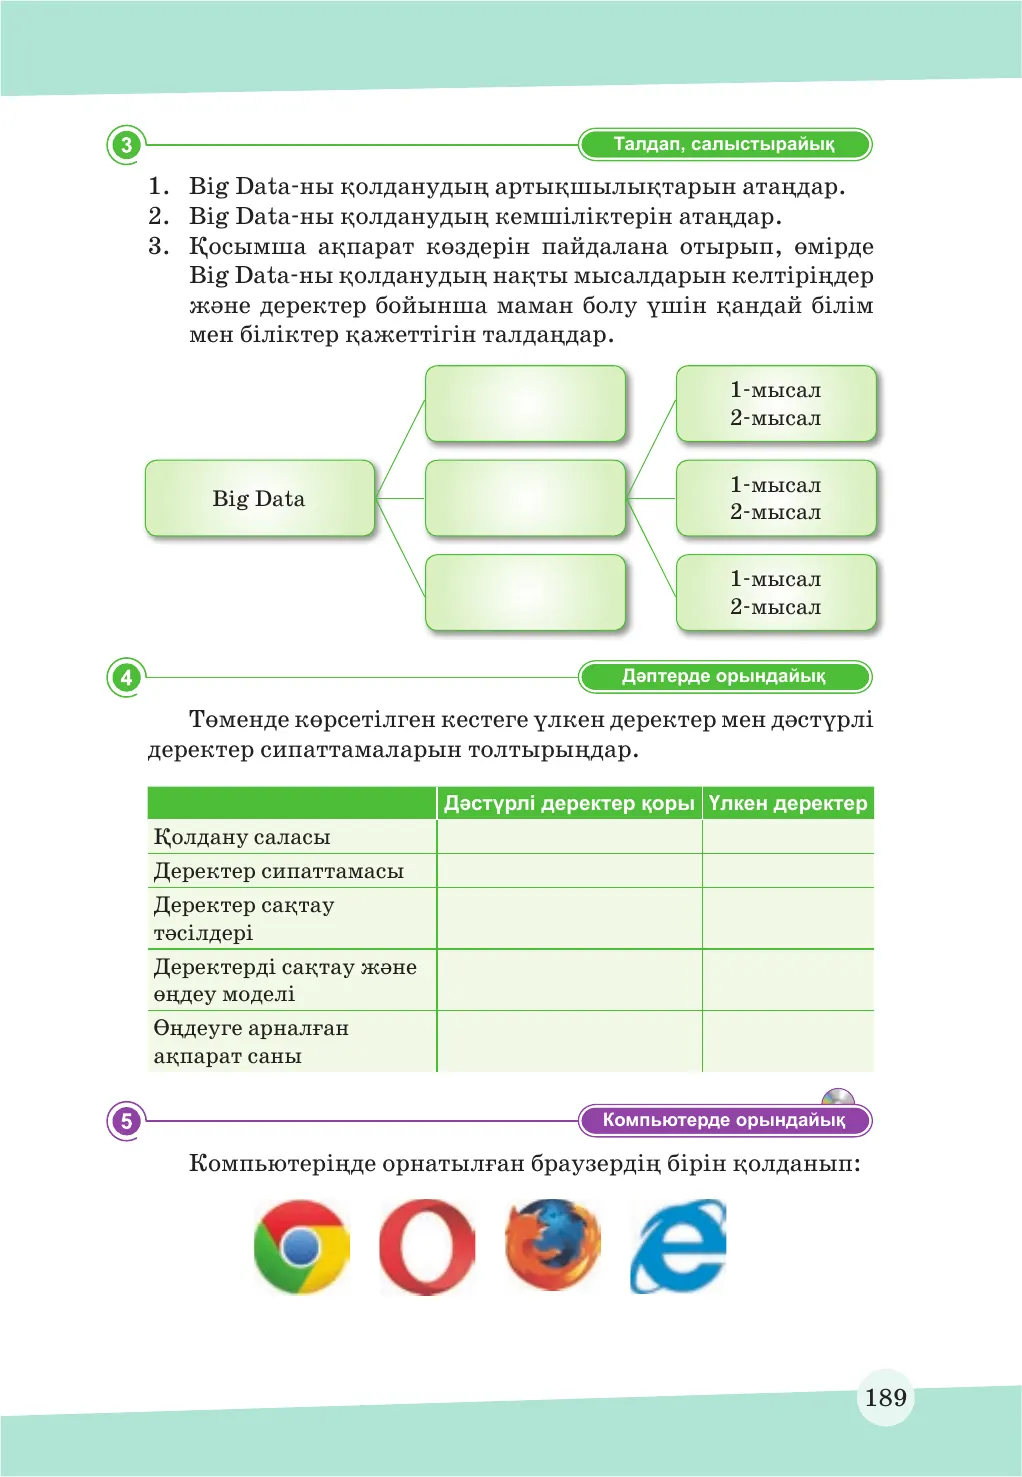 3
Талдап, салыстырайық
1. Big Data-ны қолданудың артықшылықтарын атаңдар.
2. Big Data-ны қолданудың кемшіліктерін атаңдар.
3. Қосымша ақпарат көздерін пайдалана отырып, өмірде
Big Data-ны қолданудың нақты мысалдарын келтіріңдер
және деректер бойынша маман болу үшін қандай білім
мен біліктер қажеттігін талдаңдар.
1-мысал
2-мысал
Big Data
1-мысал
2-мысал
1-мысал
2-мысал
4
Дәптерде орындайық
Төменде көрсетілген кестеге үлкен деректер мен дәстүрлі
деректер сипаттамаларын толтырыңдар.
Дәстүрлі деректер қоры Үлкен деректер
Қолдану саласы
Деректер сипаттамасы
Деректер сақтау
тәсілдері
Деректерді сақтау және
өңдеу моделі
Өңдеуге арналған
ақпарат саны
5
Компьютерде орындайық
Компьютеріңде орнатылған браузердің бірін қолданып:
189